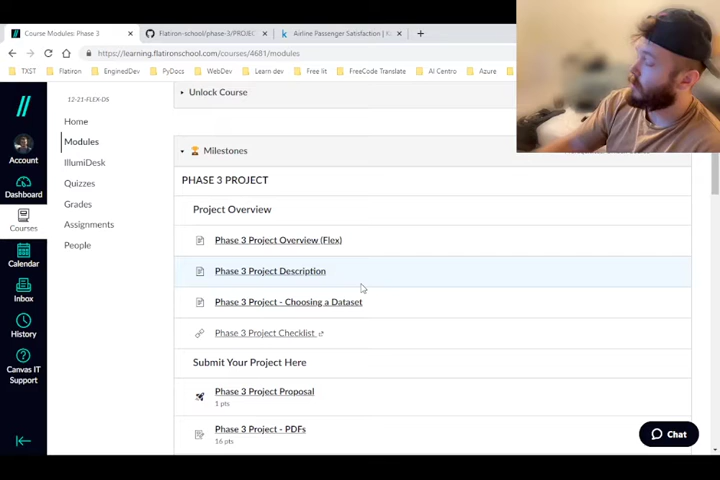 Course Modules: Phase 3
Flatiron-school/phase-3/PROJEC
Airline Passenger Satisfaction | K
https://learning.flatironschool.com/courses/4681/modules
TXST
Flatiron
EnginedDev
PyDocs
WebDev
Learn dev
Free lit
FreeCode Translate
AI Centro
Azure
12-21-FLEX-DS
Home
Modules
IllumiDesk
Quizzes
Grades
Assignments
People
Account
Dashboard
Courses
Calendar
Inbox
History
Canvas IT
Support
Unlock Course
Milestones
PHASE 3 PROJECT
Project Overview
Phase 3 Project Overview (Flex)
Phase 3 Project Description
Phase 3 Project - Choosing a Dataset
Phase 3 Project Checklist
Submit Your Project Here
Phase 3 Project Proposal
1 pts
Phase 3 Project - PDFs
16 pts
Chat